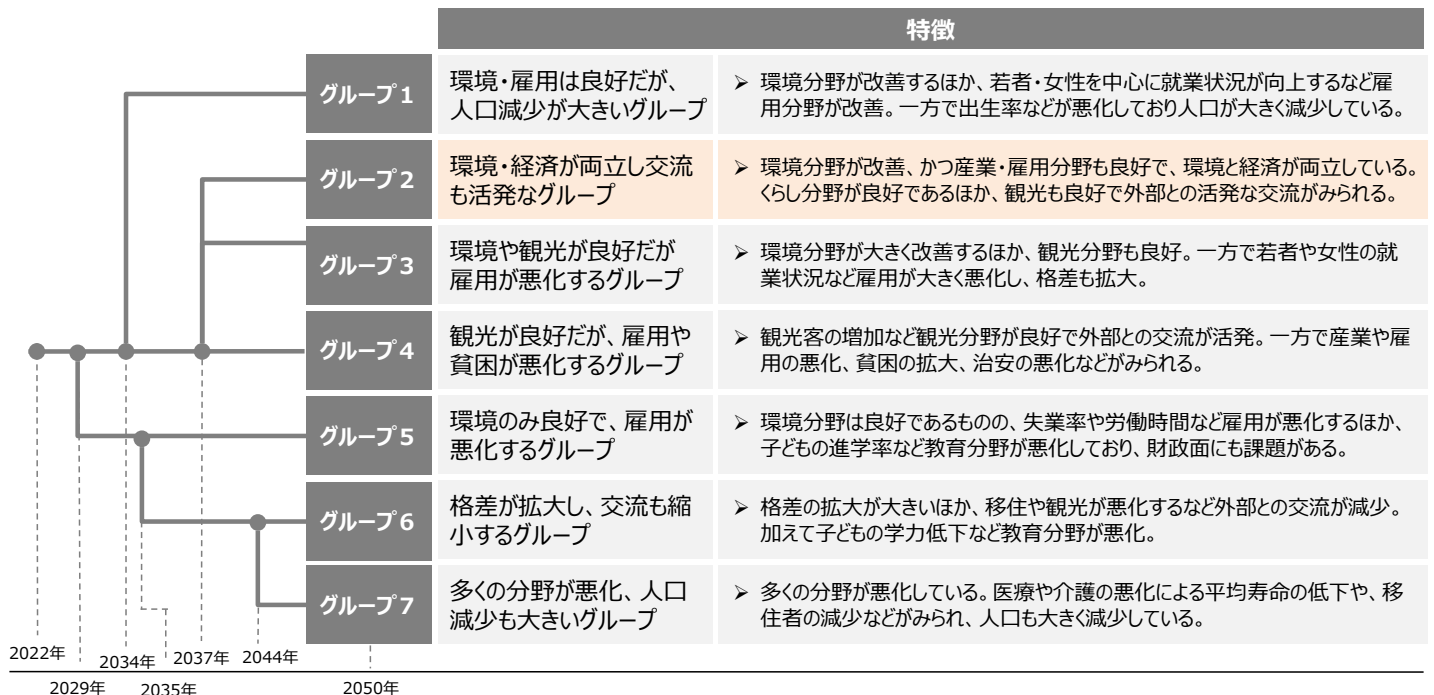 特徴
グループ1
環境・雇用は良好だが、
人口減少が大きいグループ
➢ 環境分野が改善するほか、若者・女性を中心に就業状況が向上するなど雇
用分野が改善。一方で出生率などが悪化しており人口が大きく減少している。
グループ2
環境・経済が両立し交流
も活発なグループ
➢ 環境分野が改善、かつ産業・雇用分野も良好で、環境と経済が両立している。
くらし分野が良好であるほか、観光も良好で外部との活発な交流がみられる。
グループ3
環境や観光が良好だが
雇用が悪化するグループ
➢ 環境分野が大きく改善するほか、観光分野も良好。一方で若者や女性の就
業状況など雇用が大きく悪化し、格差も拡大。
グループ4
観光が良好だが、雇用や
貧困が悪化するグループ
➢ 観光客の増加など観光分野が良好で外部との交流が活発。一方で産業や雇
用の悪化、貧困の拡大、治安の悪化などがみられる。
グループ5
環境のみ良好で、雇用が
悪化するグループ
➢ 環境分野は良好であるものの、失業率や労働時間など雇用が悪化するほか、
子どもの進学率など教育分野が悪化しており、財政面にも課題がある。
グループ6
格差が拡大し、交流も縮
小するグループ
➢ 格差の拡大が大きいほか、移住や観光が悪化するなど外部との交流が減少。
加えて子どもの学力低下など教育分野が悪化。
グループ7
多くの分野が悪化、人口
減少も大きいグループ
➢ 多くの分野が悪化している。医療や介護の悪化による平均寿命の低下や、移
住者の減少などがみられ、人口も大きく減少している。
2022年
2034年
2037年
2044年
2029年
2035年
2050年